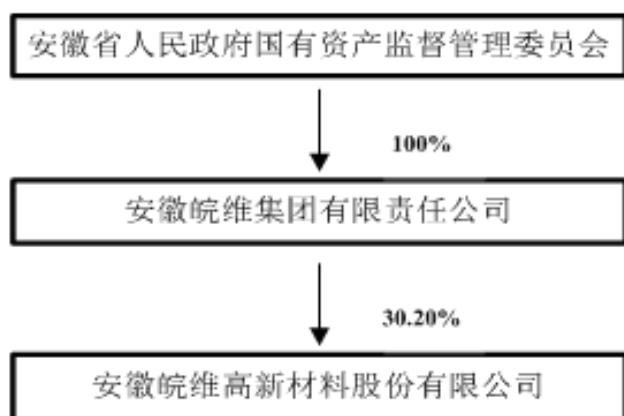 安徽省人民政府国有资产监督管理委员会
100%
安徽皖维集团有限责任公司
30.20%
安徽皖维高新材料股份有限公司